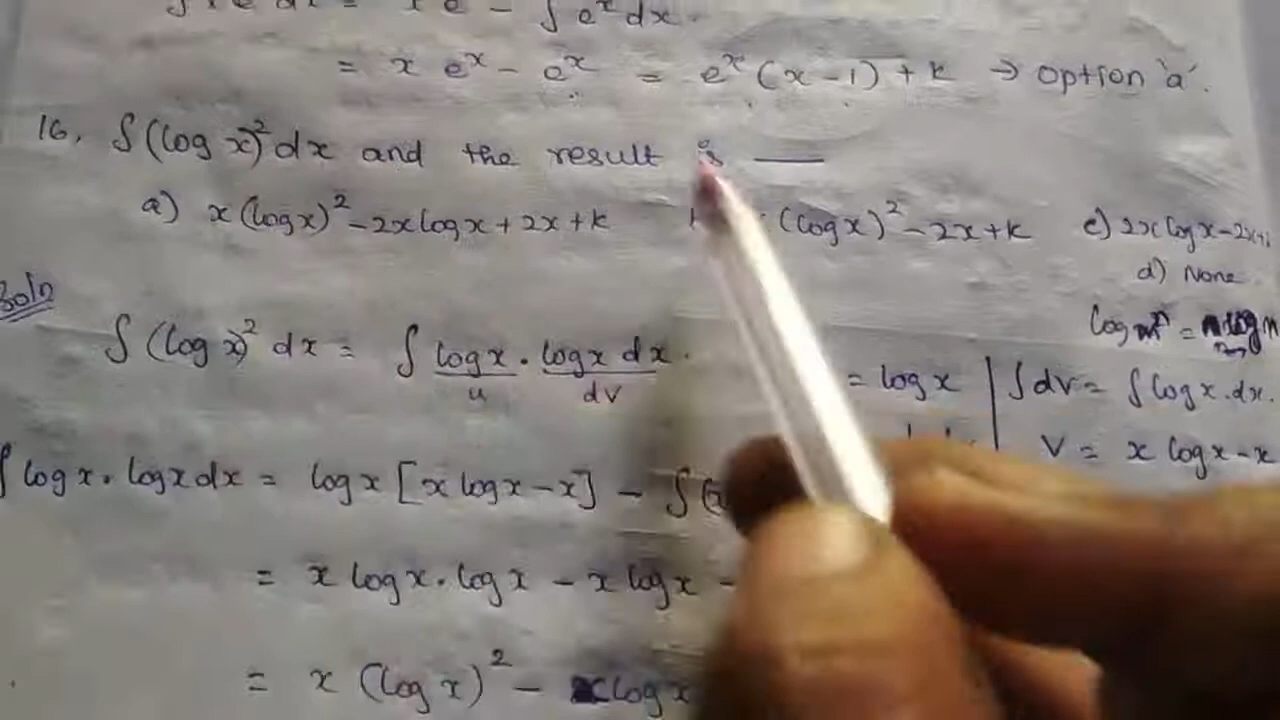 = x eˣ - eˣ = eˣ (x-1) + k → option 'a'.
16. ∫(log x)² dx and the result is ___
a) x(log x)² - 2x log x + 2x + k (log x)² - 2x + k c) 2x log x - 2x+
d) None
Soln
∫(log x)² dx = ∫ log x . log x dx .
u dv
= log x | ∫dv = ∫ log x . dx.
V = x log x - x
∫ log x . log x dx = log x [x log x - x] - ∫
= x log x . log x - x log x -
= x (log x)² - x log x